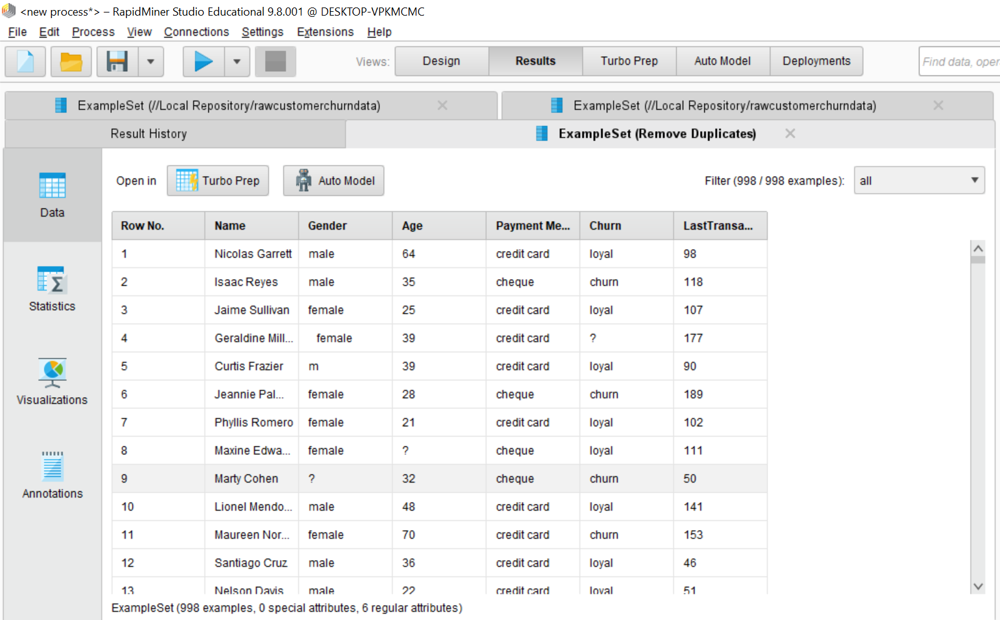 <new process*> – RapidMiner Studio Educational 9.8.001 @ DESKTOP-VPKMCMC
File Edit Process View Connections Settings Extensions Help
Views: Design Results Turbo Prep Auto Model Deployments Find data, oper
ExampleSet (//Local Repository/rawcustomerchurndata) ExampleSet (//Local Repository/rawcustomerchurndata)
Result History ExampleSet (Remove Duplicates)
Data
Statistics
Visualizations
Annotations
Open in Turbo Prep Auto Model Filter (998 / 998 examples): all
Row No. Name Gender Age Payment Me... Churn LastTransa...
1 Nicolas Garrett male 64 credit card loyal 98
2 Isaac Reyes male 35 cheque churn 118
3 Jaime Sullivan female 25 credit card loyal 107
4 Geraldine Mill... female 39 credit card ? 177
5 Curtis Frazier m 39 credit card loyal 90
6 Jeannie Pal... female 28 cheque churn 189
7 Phyllis Romero female 21 credit card loyal 102
8 Maxine Edwa... female ? cheque loyal 111
9 Marty Cohen ? 32 cheque churn 50
10 Lionel Mendo... male 48 credit card loyal 141
11 Maureen Nor... female 70 credit card churn 153
12 Santiago Cruz male 36 credit card loyal 46
13 Nelson Davis male 22 credit card loyal 51
ExampleSet (998 examples, 0 special attributes, 6 regular attributes)